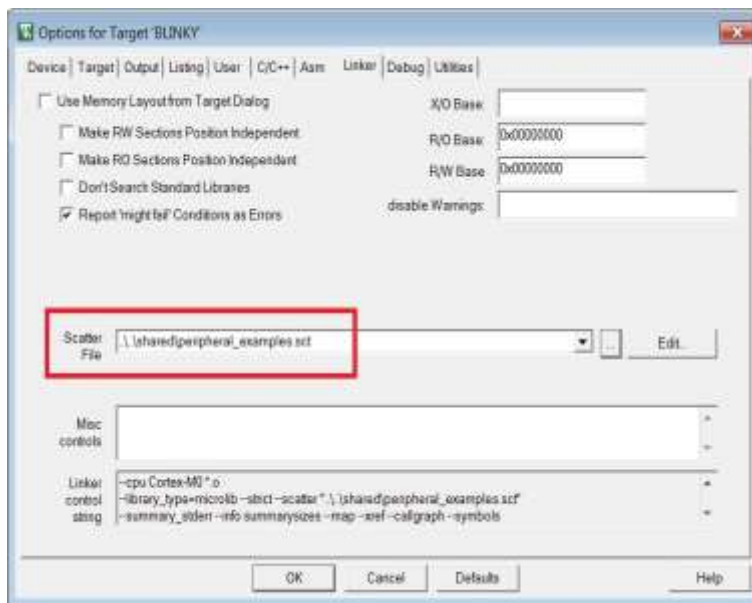 Options for Target 'BLINKY'
Device | Target | Output | Listing | User | C/C++ | Asm Linker | Debug | Utilities
Use Memory Layout from Target Dialog
Make RW Sections Position Independent
Make RO Sections Position Independent
Don't Search Standard Libraries
Report 'might fail' Conditions as Errors
X/O Base:
R/O Base: 0x00000000
R/W Base 0x00000000
disable Warnings:
Scatter File .\..\shared\peripheral_examples.scf ... Edit...
Misc controls
Linker control string
--cpu Cortex-M0 *.o
--library_type=microlib --strict --scatter ".\..\shared\peripheral_examples.scf"
--summary_stderr --info summarysizes --map --xref --callgraph --symbols
OK Cancel Defaults Help